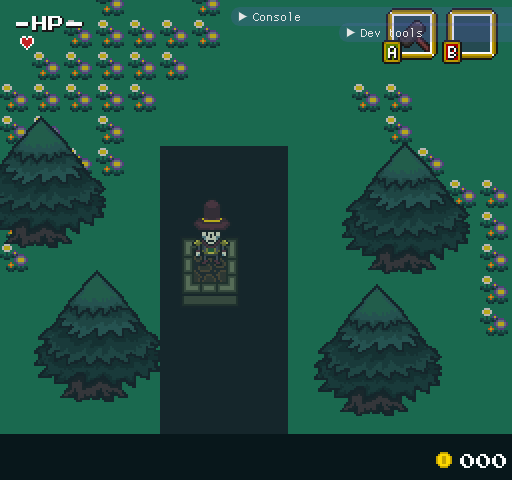 -HP-
▶ Console
▶ Dev tools
A
B
000